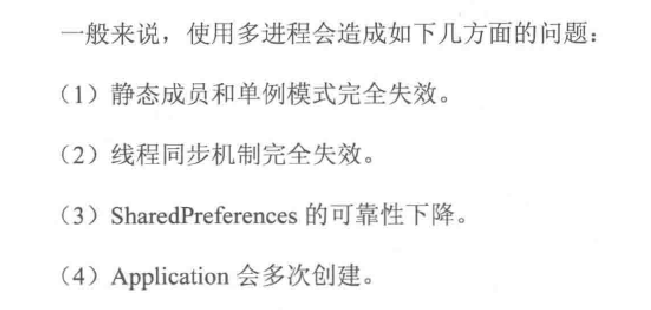 一般来说，使用多进程会造成如下几方面的问题：
（1）静态成员和单例模式完全失效。
（2）线程同步机制完全失效。
（3）SharedPreferences 的可靠性下降。
（4）Application 会多次创建。